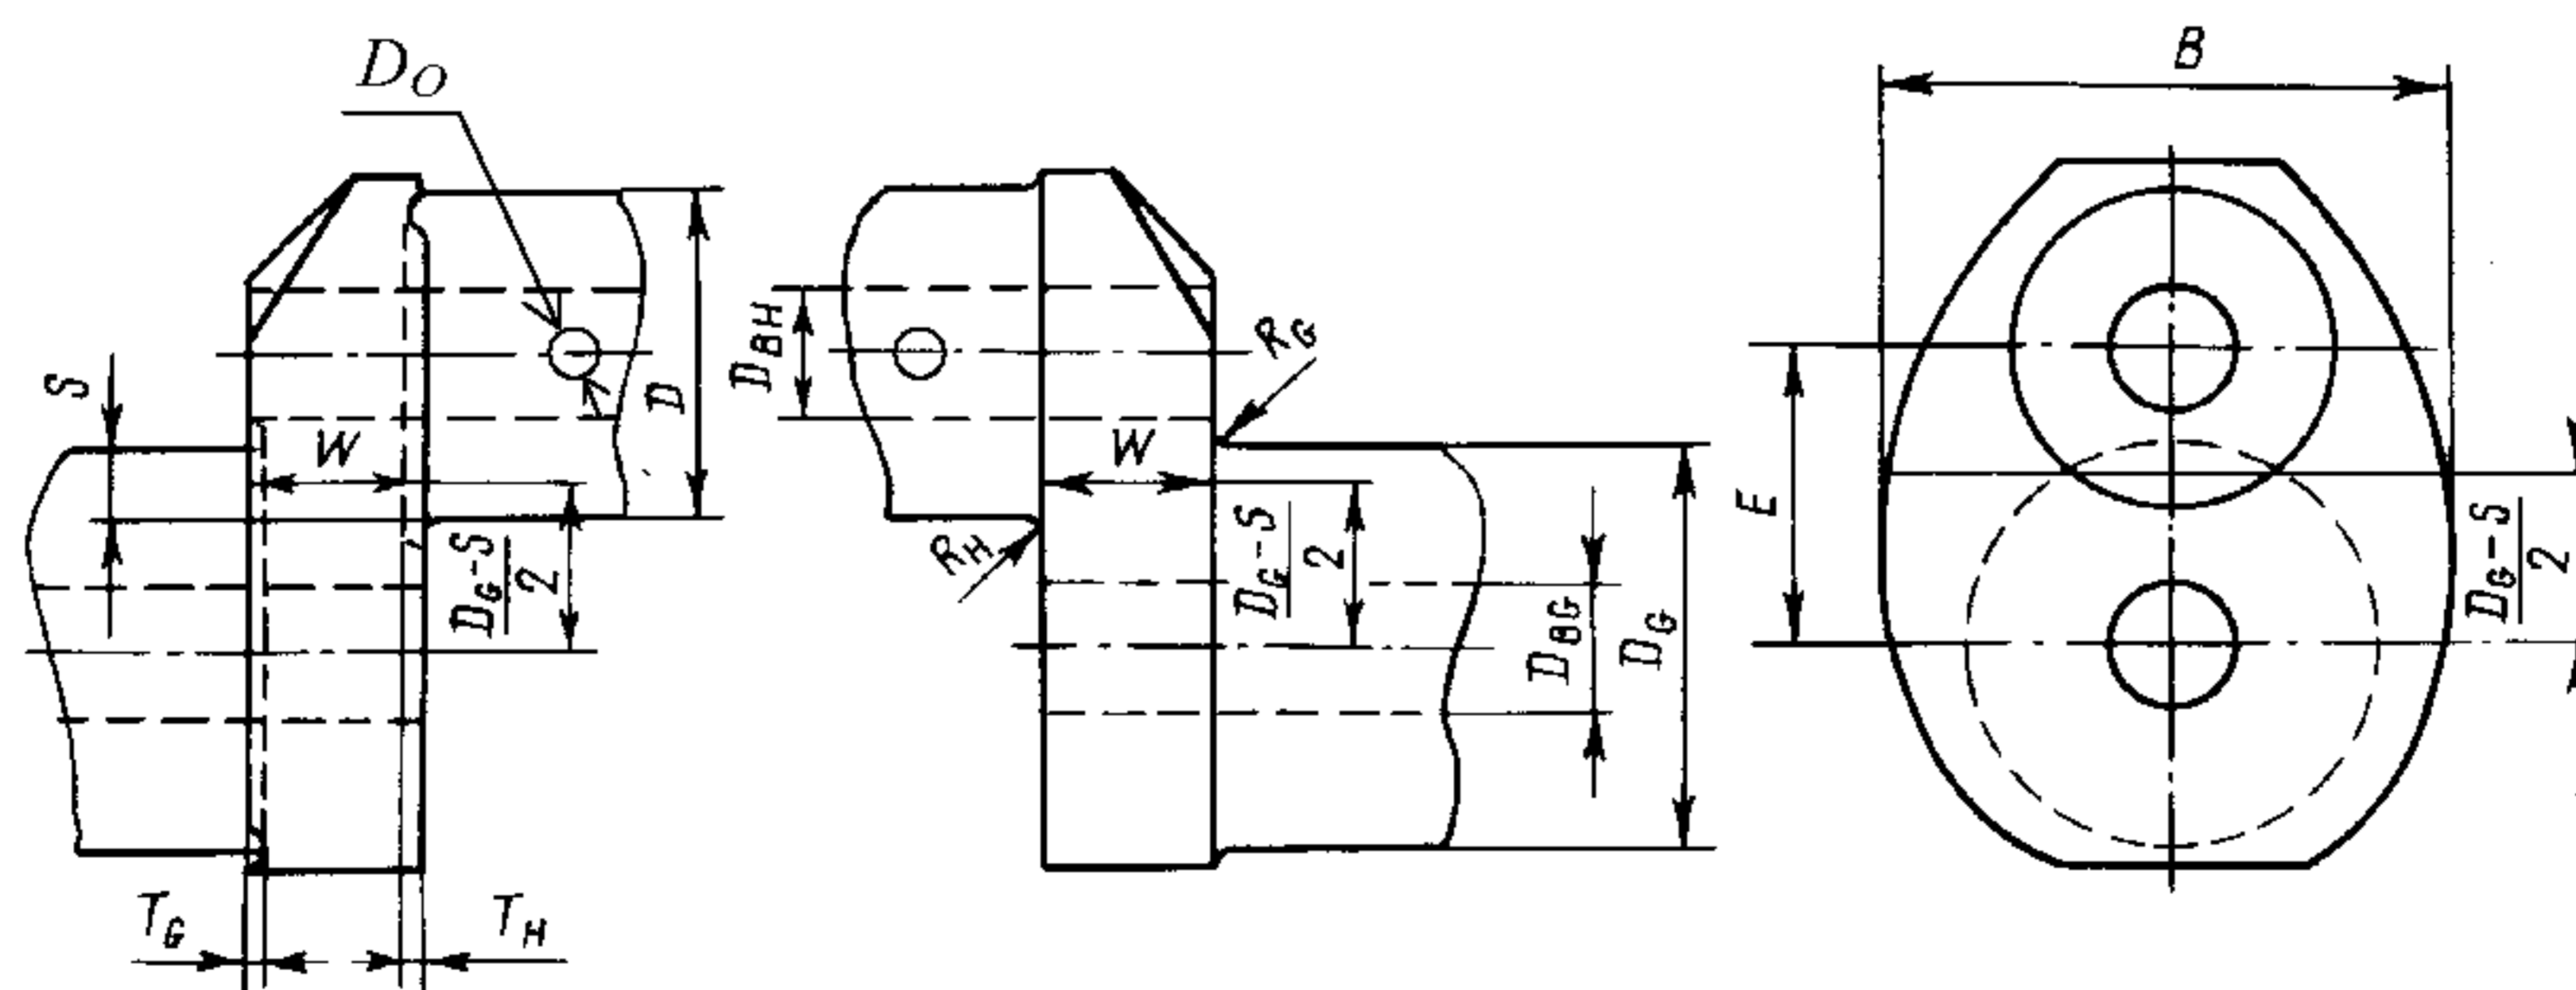 D_O
S
W
D
D_G-S
2
T_G
T_H
D_BH
W
R_G
R_H
D_G-S
2
D_BG
D_G
B
E
D_G-S
2